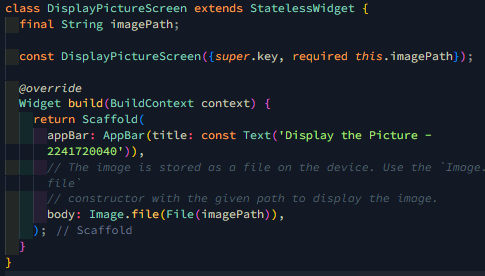 class DisplayPictureScreen extends StatelessWidget {
  final String imagePath;

  const DisplayPictureScreen({super.key, required this.imagePath});

  @override
  Widget build(BuildContext context) {
    return Scaffold(
      appBar: AppBar(title: const Text('Display the Picture -
      2241720040')),
      // The image is stored as a file on the device. Use the `Image.
      file`
      // constructor with the given path to display the image.
      body: Image.file(File(imagePath)),
    ); // Scaffold
  }
}